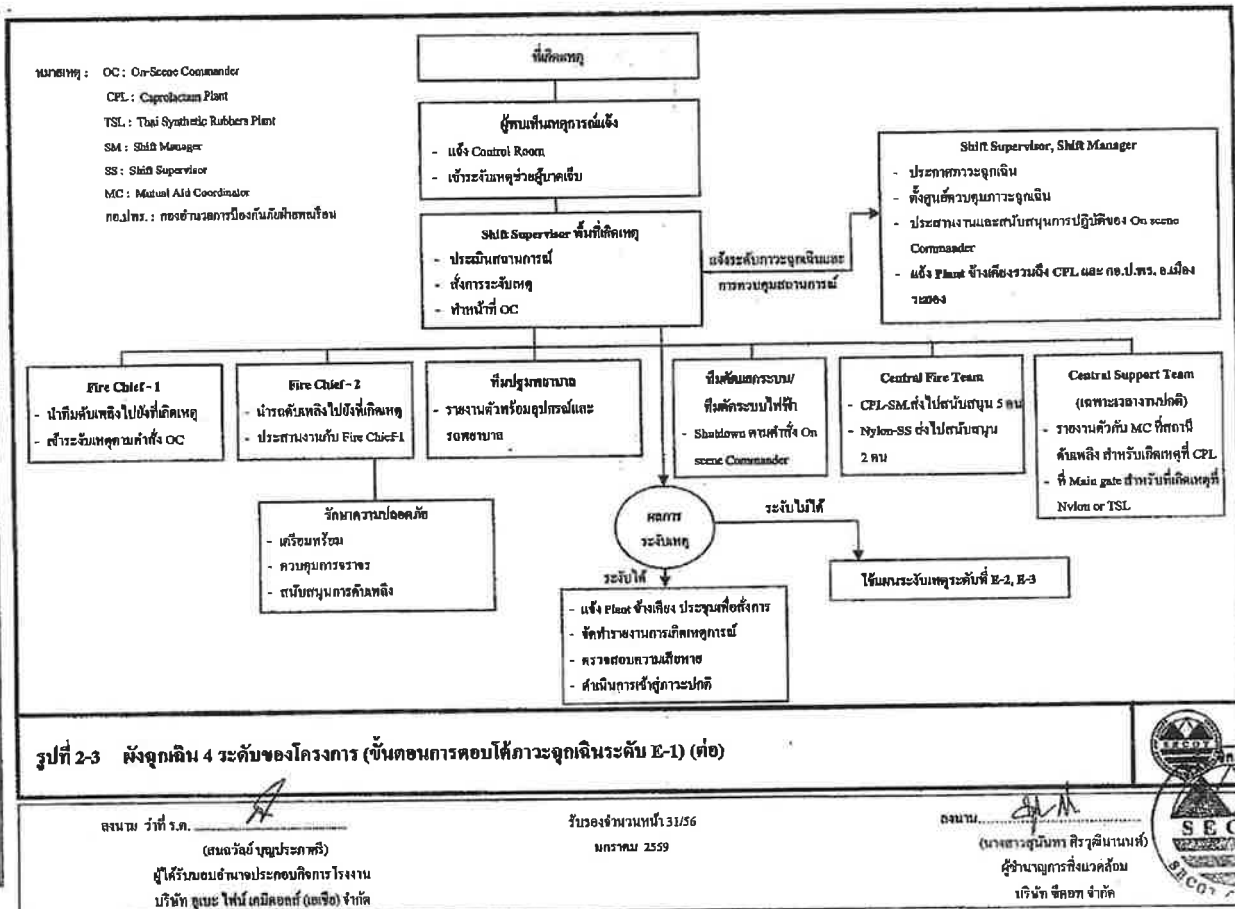 หมายเหตุ : OC : On-Scene Commander
CPL : Caprolactam Plant
TSL : Thai Synthetic Rubbers Plant
SM : Shift Manager
SS : Shift Supervisor
MC : Mutual Aid Coordinator
กอ.ปพร. : กองอำนวยการป้องกันภัยฝ่ายพลเรือน
ที่เกิดเหตุ
ผู้พบเห็นเหตุการณ์แจ้ง
- แจ้ง Control Room
- เข้าระงับเหตุช่วยผู้บาดเจ็บ
Shift Supervisor พื้นที่เกิดเหตุ
- ประเมินสถานการณ์
- สั่งการระงับเหตุ
- ทำหน้าที่ OC
แจ้งระดับภาวะฉุกเฉินและ
การควบคุมสถานการณ์
Shift Supervisor, Shift Manager
- ประกาศภาวะฉุกเฉิน
- ตั้งศูนย์ควบคุมภาวะฉุกเฉิน
- ประสานงานและสนับสนุนการปฏิบัติของ On scene
Commander
- แจ้ง Plant ข้างเคียงรวมถึง CPL และ กอ.ป.พร. อ.เมือง
ระยอง
Fire Chief - 1
- นำทีมดับเพลิงไปยังที่เกิดเหตุ
- เข้าระงับเหตุตามคำสั่ง OC
Fire Chief - 2
- นำรถดับเพลิงไปยังที่เกิดเหตุ
- ประสานงานกับ Fire Chief-1
ทีมปฐมพยาบาล
- รายงานตัวพร้อมอุปกรณ์และ
รถพยาบาล
ทีมตัดแยกระบบ/
ทีมตัดระบบไฟฟ้า
- Shutdown ตามคำสั่ง On
scene Commander
Central Fire Team
- CPL-SM.ส่งไปสนับสนุน 5 คน
- Nylon-SS ส่งไปสนับสนุน
2 คน
Central Support Team
(เฉพาะเวลางานปกติ)
- รายงานตัวกับ MC ที่สถานี
ดับเพลิง สำหรับเกิดเหตุที่ CPL
- ที่ Main gate สำหรับที่เกิดเหตุที่
Nylon or TSL
รักษาความปลอดภัย
- เตรียมพร้อม
- ควบคุมการจราจร
- สนับสนุนการดับเพลิง
ผลการ
ระงับเหตุ
ระงับไม่ได้
ใช้แผนระงับเหตุระดับที่ E-2, E-3
ระงับได้
- แจ้ง Plant ข้างเคียง ประชุมเพื่อสั่งการ
- จัดทำรายงานการเกิดเหตุการณ์
- ตรวจสอบความเสียหาย
- ดำเนินการเข้าสู่ภาวะปกติ
รูปที่ 2-3 ผังฉุกเฉิน 4 ระดับของโครงการ (ขั้นตอนการตอบโต้ภาวะฉุกเฉินระดับ E-1) (ต่อ)
SECOT
ลงนาม ว่าที่ ร.ต.
(สมถวัลย์ บุญประภาศรี)
ผู้ได้รับมอบอำนาจประกอบกิจการโรงงาน
บริษัท อูเบะ ไฟน์ เคมิคอลส์ (เอเชีย) จำกัด
รับรองจำนวนหน้า 31/56
มกราคม 2559
ลงนาม
(นางสาวสุนันทา ศิรวุฒินานนท์)
ผู้ชำนาญการสิ่งแวดล้อม
บริษัท ซีคอท จำกัด